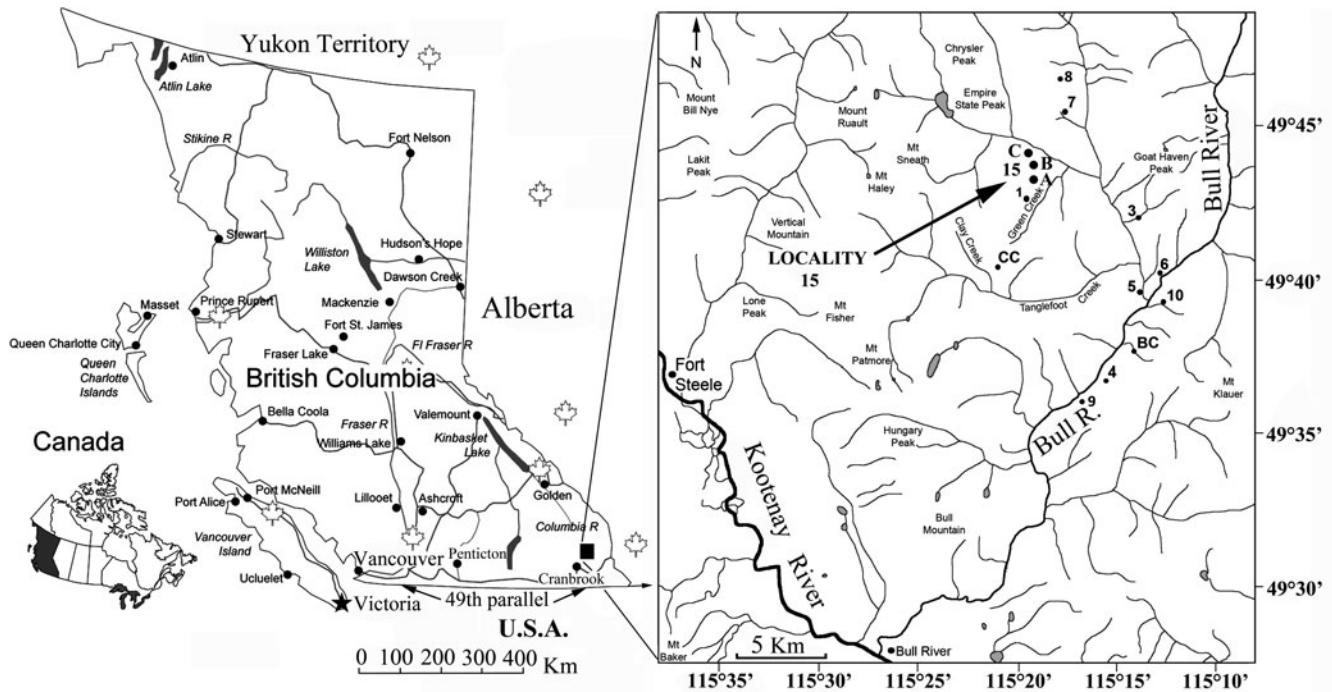 Yukon Territory
Atlin
Atlin Lake
Stikine R
Fort Nelson
Stewart
Williston
Lake
Hudson's Hope
Dawson Creek
Masset
Prince Rupert
Mackenzie
Alberta
Queen Charlotte City
Fort St. James
Queen
Charlotte
Islands
Fraser Lake
Fl Fraser R
British Columbia
Bella Coola
Fraser R
Valemount
Williams Lake
Kinbasket
Lake
Canada
Port McNeill
Port Alice
Lillooet
Ashcroft
Golden
Vancouver
Island
Columbia R
Vancouver
Penticton
Ucluelet
Cranbrook
Victoria
49th parallel
U.S.A.
0 100 200 300 400 Km
N
Chrysler
Peak
Mount
Bill Nye
Mount
Ruault
Empire
State Peak
8
7
49°45'
Lakit
Peak
Mt
Sneath
Mt
Haley
C
B
15
A
1
Goat Haven
Peak
Bull River
3
Vertical
Mountain
Green Creek
Clay Creek
LOCALITY
15
CC
6
49°40'
5
10
Tanglefoot
Creek
Lone
Peak
Mt
Fisher
BC
Fort
Steele
Mt
Patmore
4
Mt
Klauer
9
Bull R.
Hungary
Peak
49°35'
Kootenay
River
Bull
Mountain
49°30'
Mt
Baker
5 Km
Bull River
115°35' 115°30' 115°25' 115°20' 115°15' 115°10'